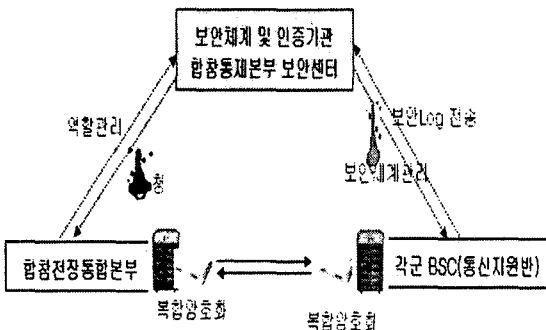 보안체계 및 인증기관
합참통제본부 보안센터
역할관리
청
보안Log 전송
보안체계관리
합참전장통합본부
각군 BSC(통신지원반)
복합암호화
복합암호화